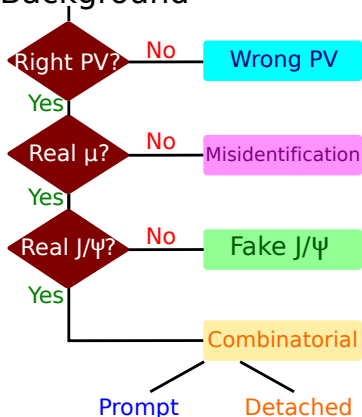 Background
Right PV?
No
Wrong PV
Yes
Real μ?
No
Misidentification
Yes
Real J/ψ?
No
Fake J/ψ
Yes
Combinatorial
Prompt
Detached